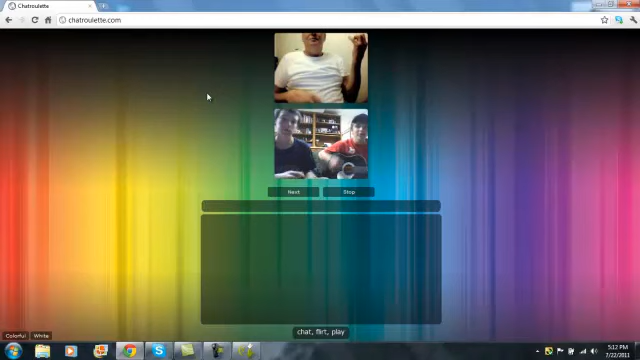 Chatroulette
chatroulette.com
Next
Stop
chat, flirt, play
Colorful
White
5:12 PM
7/22/2011